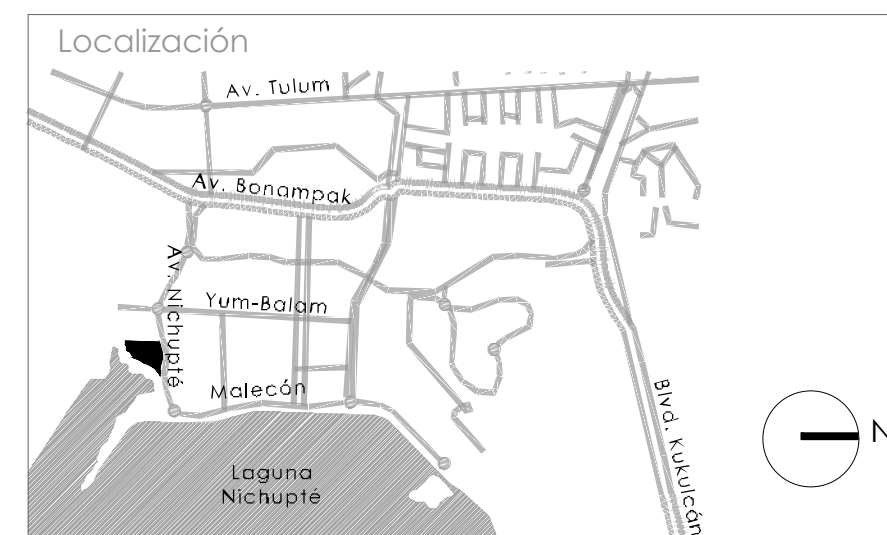 Localización
Av. Tulum
Av. Bonampak
Av. Nichupté
Yum-Balam
Malecón
Blvd. Kukulcán
Laguna
Nichupté
N